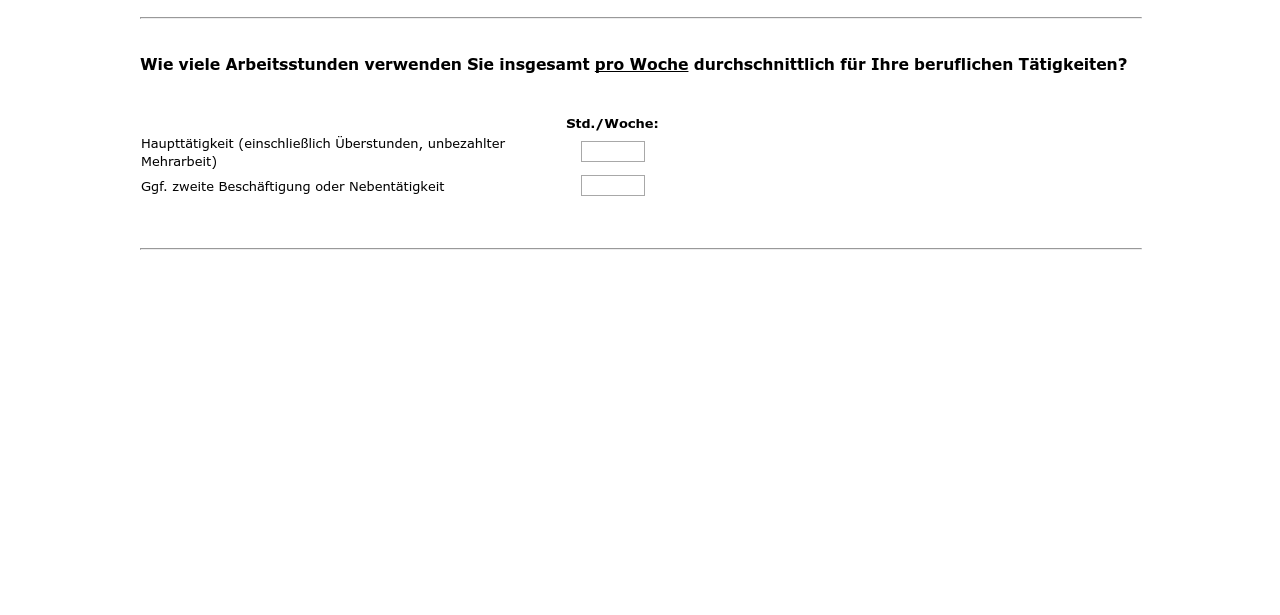 Wie viele Arbeitsstunden verwenden Sie insgesamt pro Woche durchschnittlich für Ihre beruflichen Tätigkeiten?
Std./Woche:
Haupttätigkeit (einschließlich Überstunden, unbezahlter
Mehrarbeit)
Ggf. zweite Beschäftigung oder Nebentätigkeit